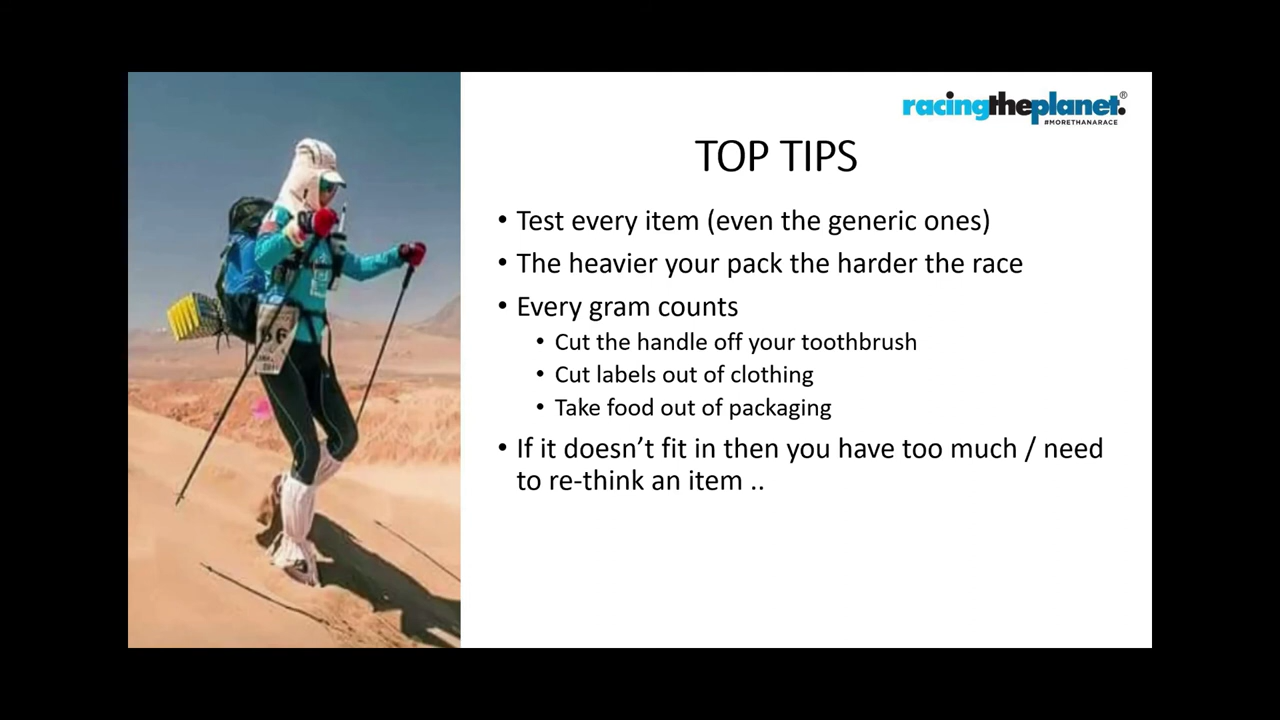 racingtheplanet.®
#MORETHANARACE
TOP TIPS
• Test every item (even the generic ones)
• The heavier your pack the harder the race
• Every gram counts
• Cut the handle off your toothbrush
• Cut labels out of clothing
• Take food out of packaging
• If it doesn’t fit in then you have too much / need
to re-think an item ..